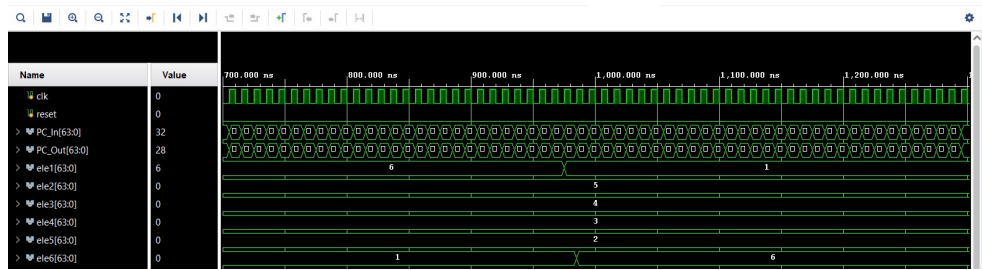 700.000 ns 800.000 ns 900.000 ns 1,000.000 ns 1,100.000 ns 1,200.000 ns
Name Value
clk 0
reset 0
PC_In[63:0] 32
PC_Out[63:0] 28
ele1[63:0] 6 6 1
ele2[63:0] 0 5
ele3[63:0] 0 4
ele4[63:0] 0 3
ele5[63:0] 0 2
ele6[63:0] 0 1 6